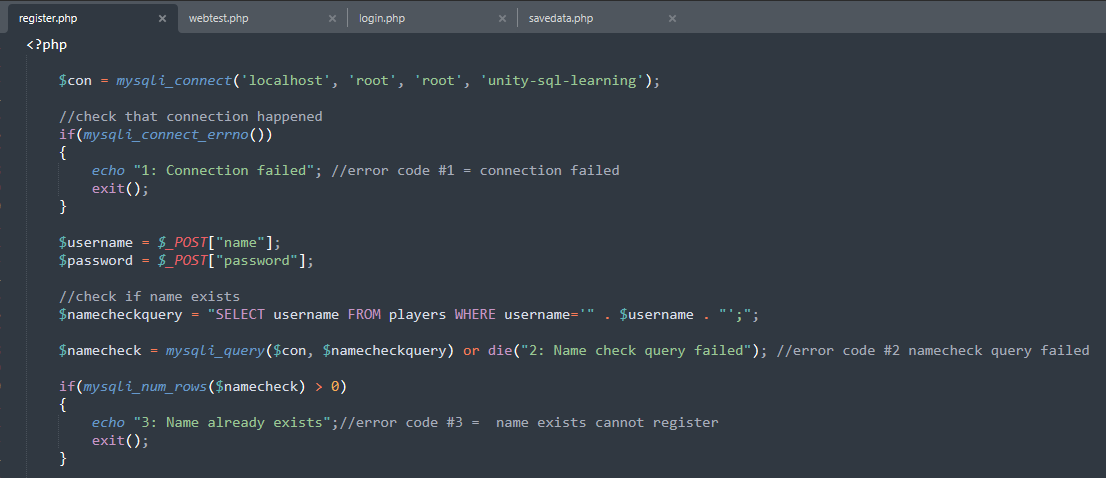 register.php × webtest.php × login.php × savedata.php ×
<?php
$con = mysqli_connect('localhost', 'root', 'root', 'unity-sql-learning');
//check that connection happened
if(mysqli_connect_errno())
{
echo "1: Connection failed"; //error code #1 = connection failed
exit();
}
$username = $_POST["name"];
$password = $_POST["password"];
//check if name exists
$namecheckquery = "SELECT username FROM players WHERE username='" . $username . "';";
$namecheck = mysqli_query($con, $namecheckquery) or die("2: Name check query failed"); //error code #2 namecheck query failed
if(mysqli_num_rows($namecheck) > 0)
{
echo "3: Name already exists";//error code #3 =  name exists cannot register
exit();
}